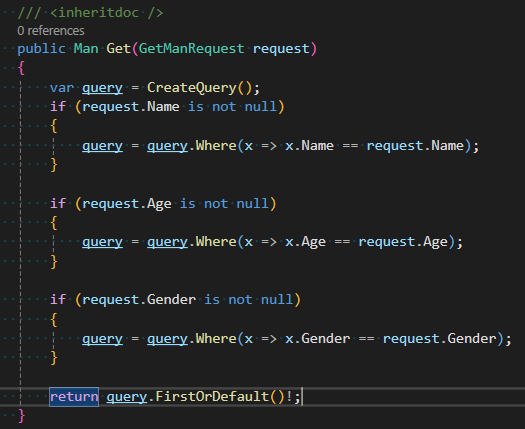 /// <inheritdoc />
0 references
public Man Get(GetManRequest request)
{
var query = CreateQuery();
if (request.Name is not null)
{
query = query.Where(x => x.Name == request.Name);
}
if (request.Age is not null)
{
query = query.Where(x => x.Age == request.Age);
}
if (request.Gender is not null)
{
query = query.Where(x => x.Gender == request.Gender);
}
return query.FirstOrDefault()!;
}